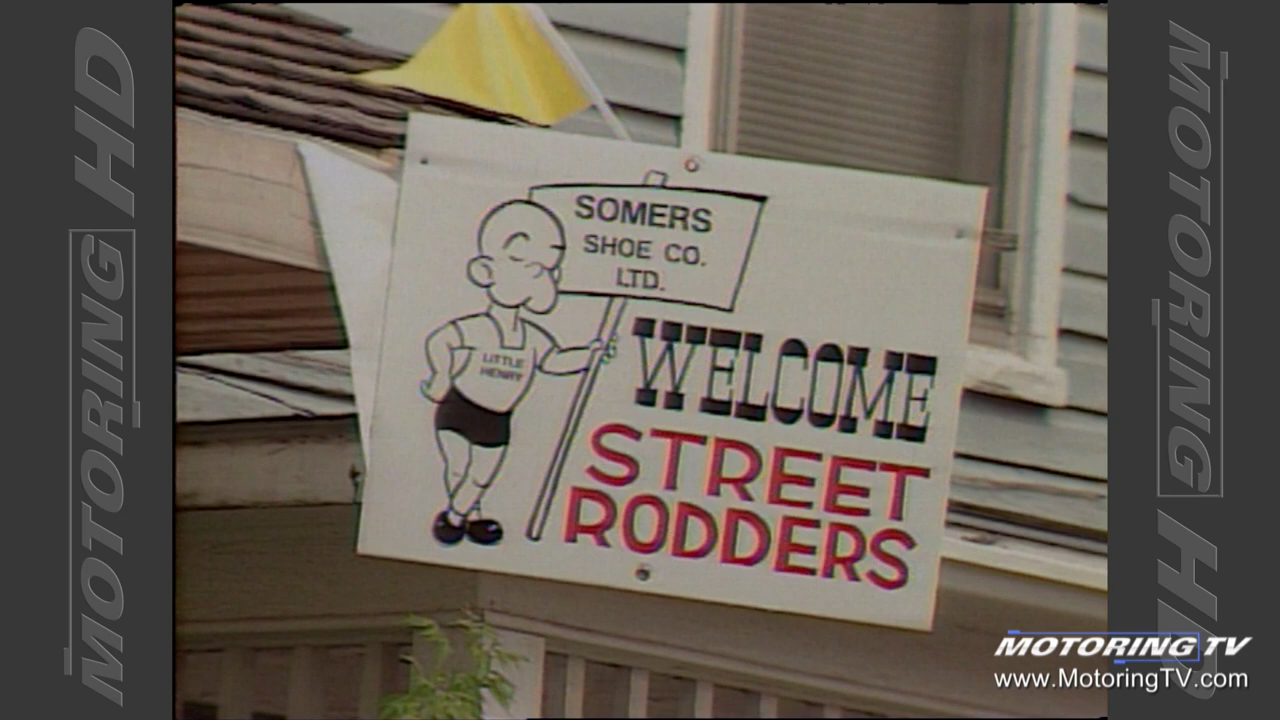 MOTORING HD
SOMERS
SHOE CO.
LTD.
LITTLE
HENRY
WELCOME
STREET
RODDERS
MOTORING HD
MOTORING TV
www.MotoringTV.com